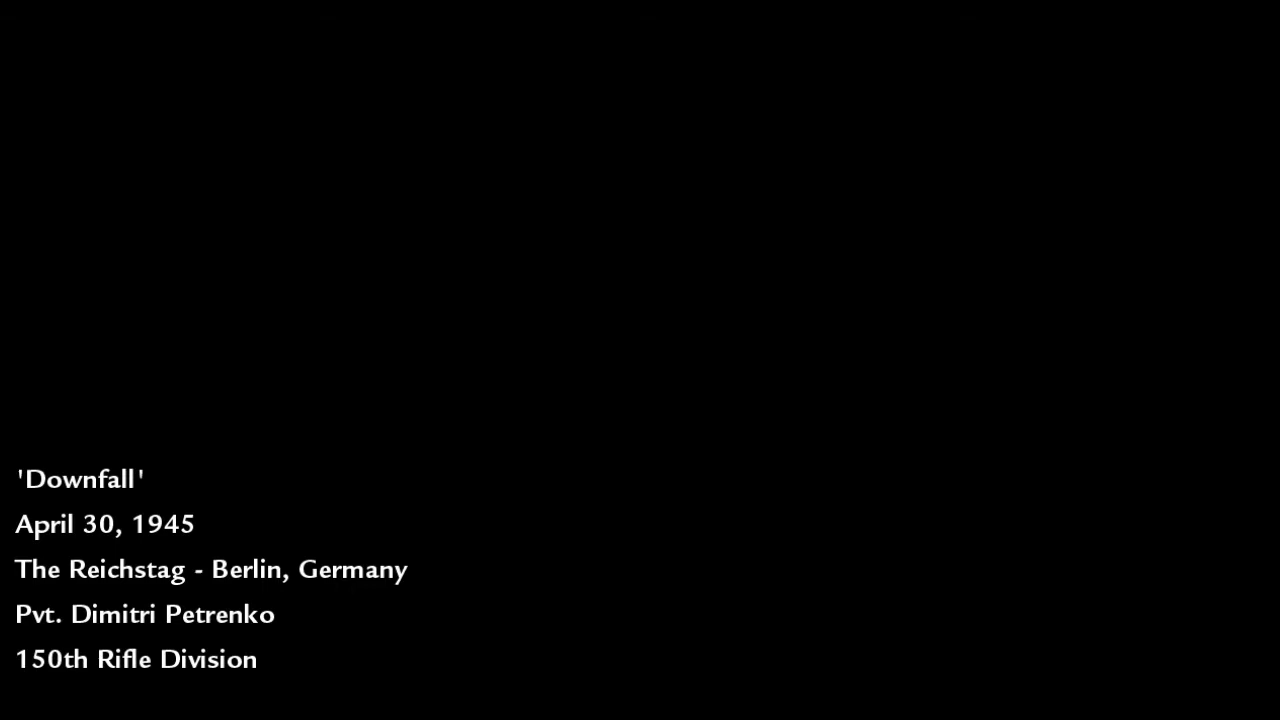 'Downfall'
April 30, 1945
The Reichstag - Berlin, Germany
Pvt. Dimitri Petrenko
150th Rifle Division